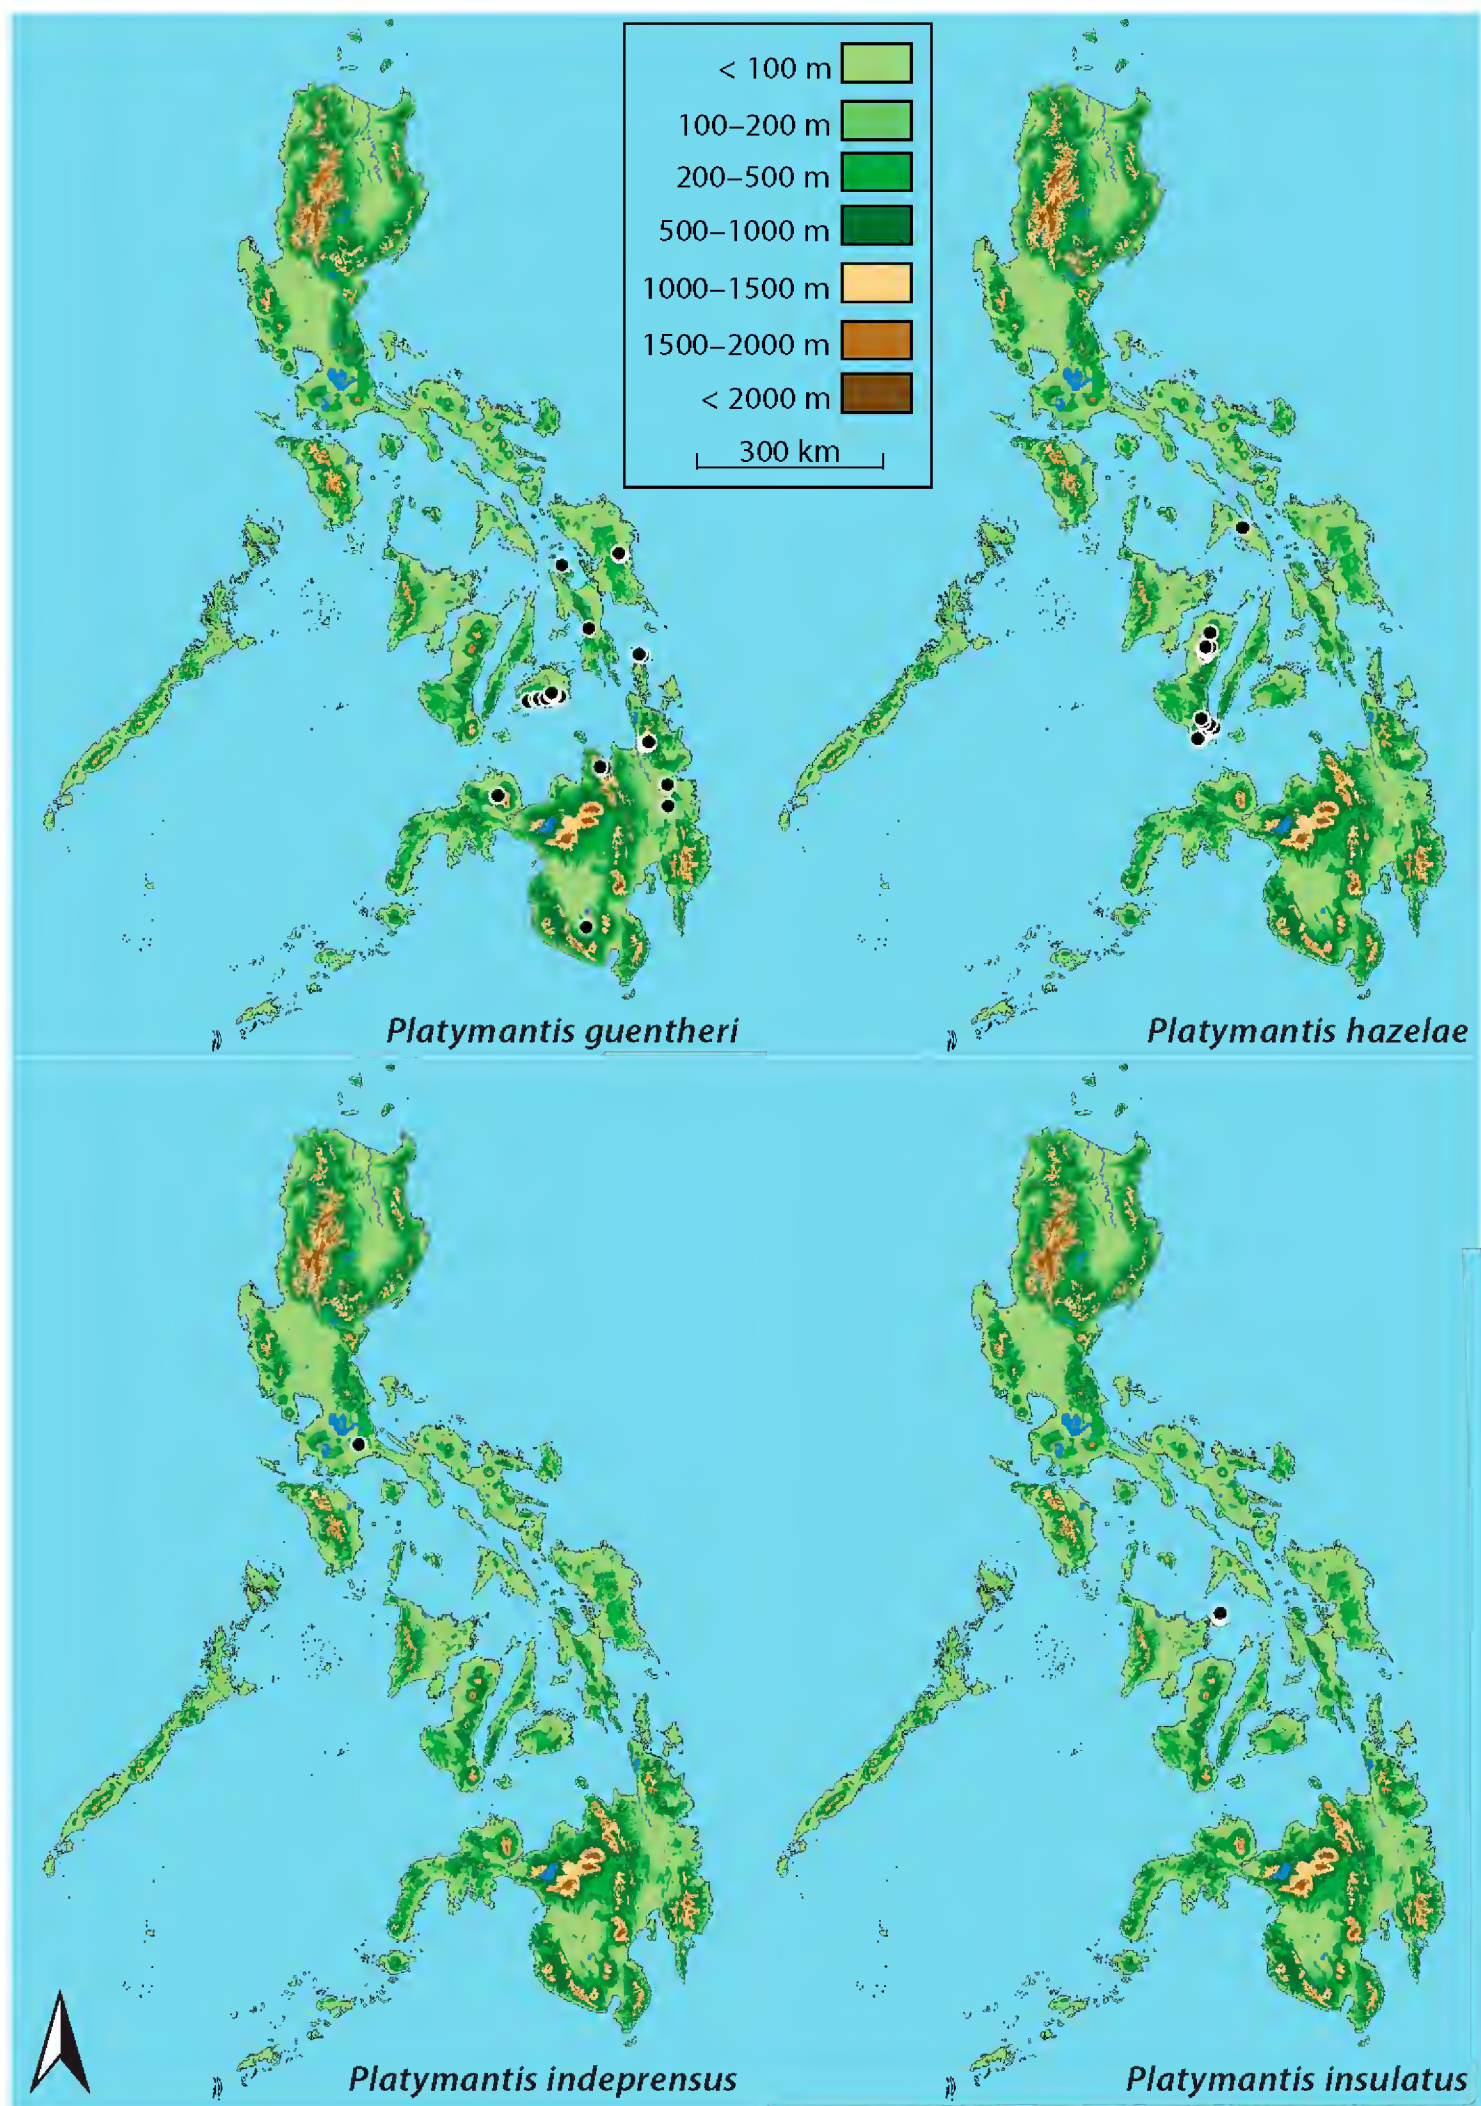 < 100 m
100–200 m
200–500 m
500–1000 m
1000–1500 m
1500–2000 m
< 2000 m
300 km
Platymantis guentheri
Platymantis hazelae
Platymantis indeprensus
Platymantis insulatus